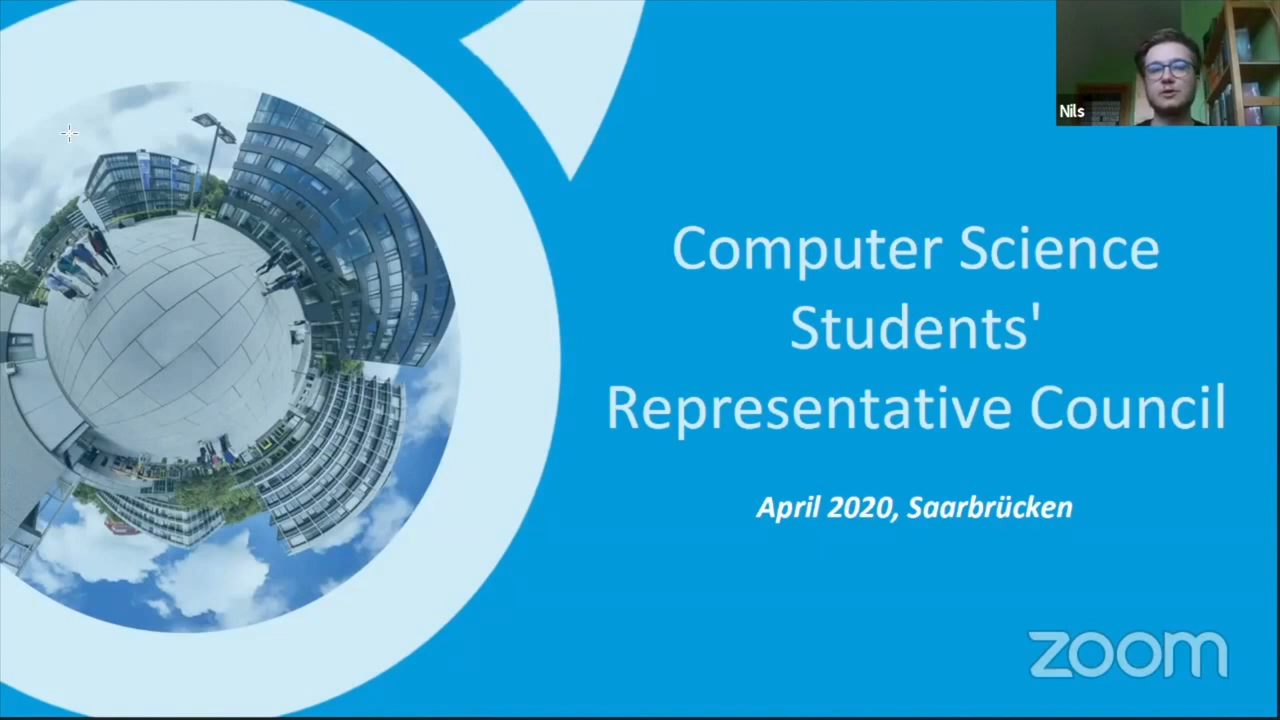 Nils
Computer Science
Students'
Representative Council
April 2020, Saarbrücken
zoom